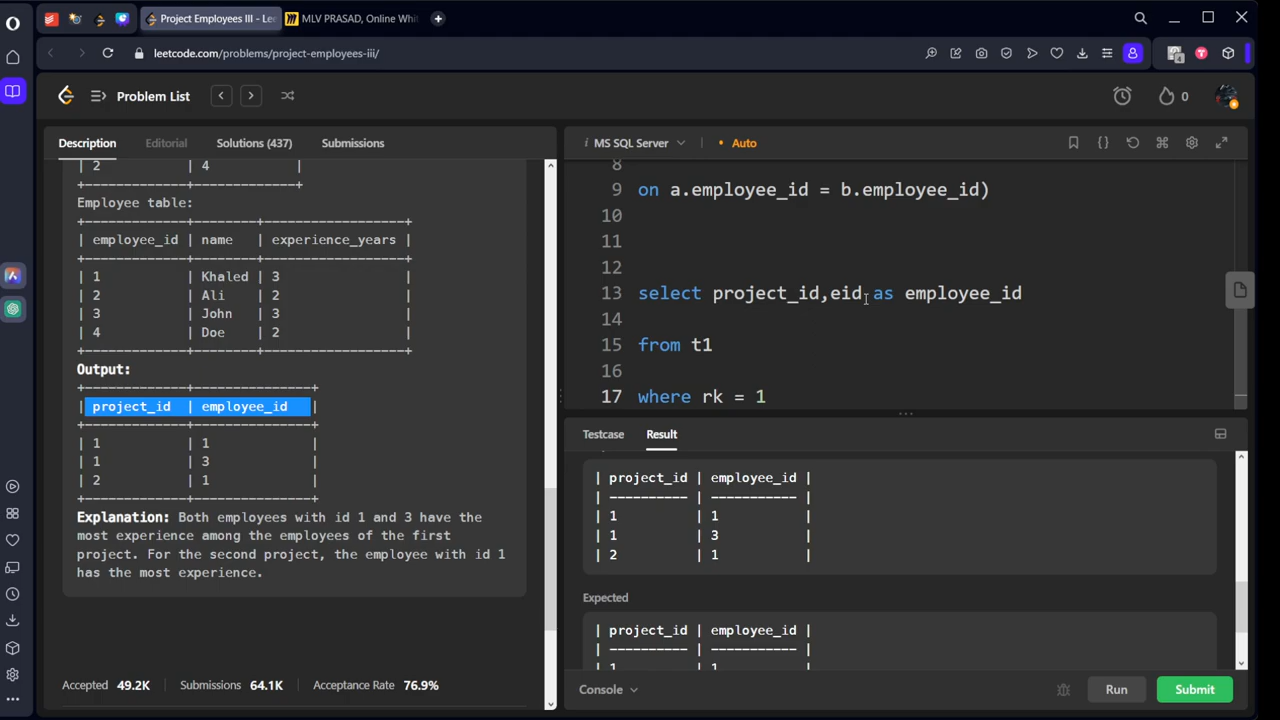 Project Employees III - Lee
MLV PRASAD, Online Whi
leetcode.com/problems/project-employees-iii/
Problem List
0
Description
Editorial
Solutions (437)
Submissions
| 2 | 4 |
+------------+-------------+
Employee table:
+-------------+--------+------------------+
| employee_id | name | experience_years |
+-------------+--------+------------------+
| 1 | Khaled | 3 |
| 2 | Ali | 2 |
| 3 | John | 3 |
| 4 | Doe | 2 |
+-------------+--------+------------------+
Output:
+-------------+---------------+
| project_id | employee_id |
+-------------+---------------+
| 1 | 1 |
| 1 | 3 |
| 2 | 1 |
+-------------+---------------+
Explanation: Both employees with id 1 and 3 have the
most experience among the employees of the first
project. For the second project, the employee with id 1
has the most experience.
Accepted 49.2K Submissions 64.1K Acceptance Rate 76.9%
i MS SQL Server
• Auto
8
9 on a.employee_id = b.employee_id)
10
11
12
13 select project_id,eid as employee_id
14
15 from t1
16
17 where rk = 1
Testcase
Result
| project_id | employee_id |
| ---------- | ----------- |
| 1 | 1 |
| 1 | 3 |
| 2 | 1 |
Expected
| project_id | employee_id |
| ---------- | ----------- |
| 1 | 1 |
Console
Run
Submit